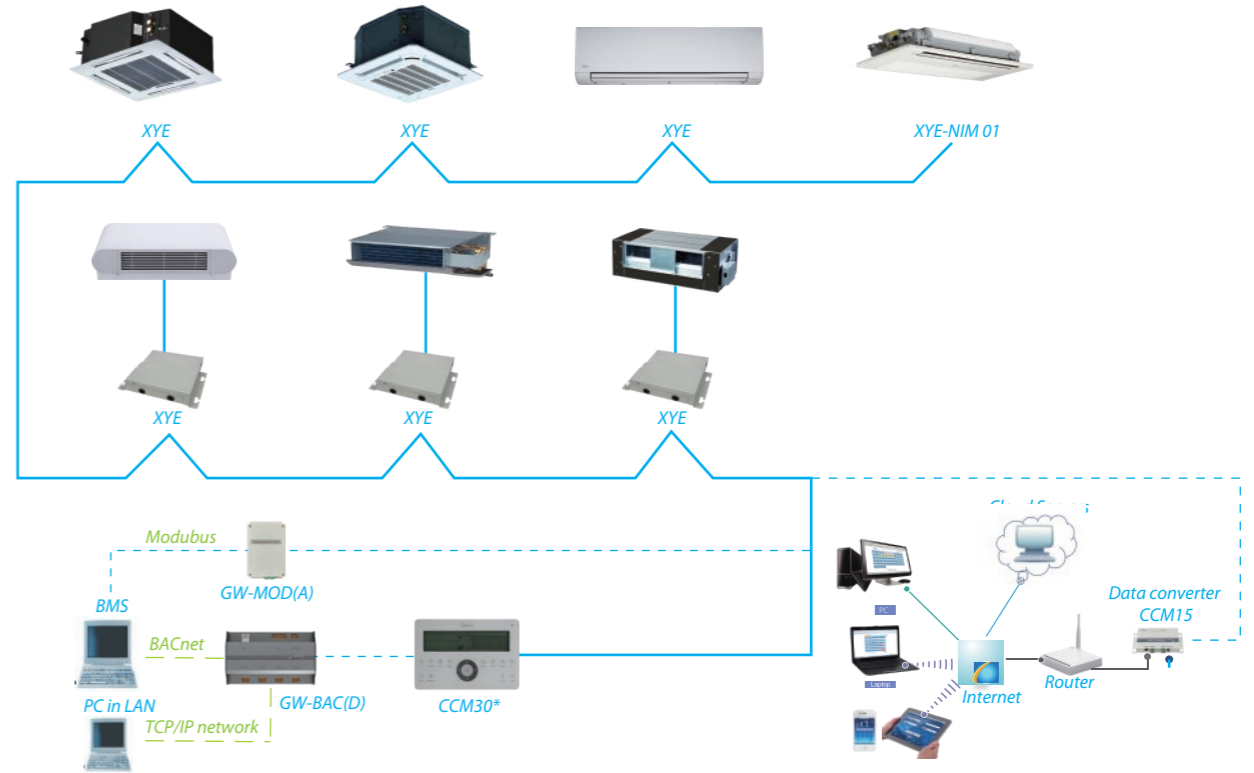 XYE
XYE
XYE
XYE-NIM 01
XYE
XYE
XYE
Modubus
GW-MOD(A)
BMS
BACnet
GW-BAC(D)
CCM30*
PC in LAN
TCP/IP network
PC
Laptop
Internet
Router
Data converter
CCM15